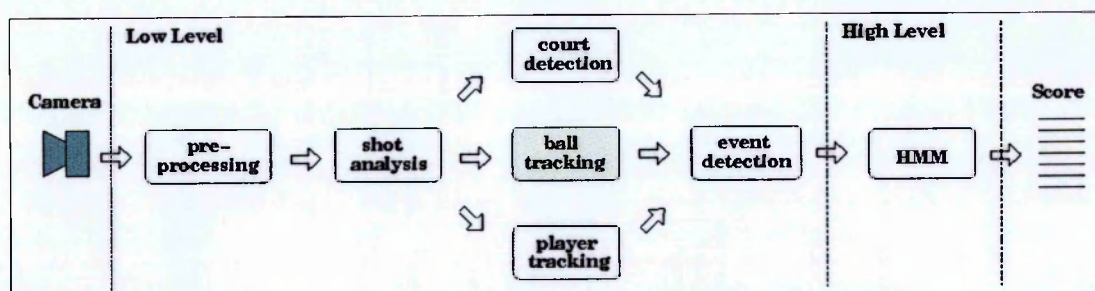 Low Level
High Level
court
detection
Camera
Score
pre-
processing
shot
analysis
ball
tracking
event
detection
HMM
player
tracking